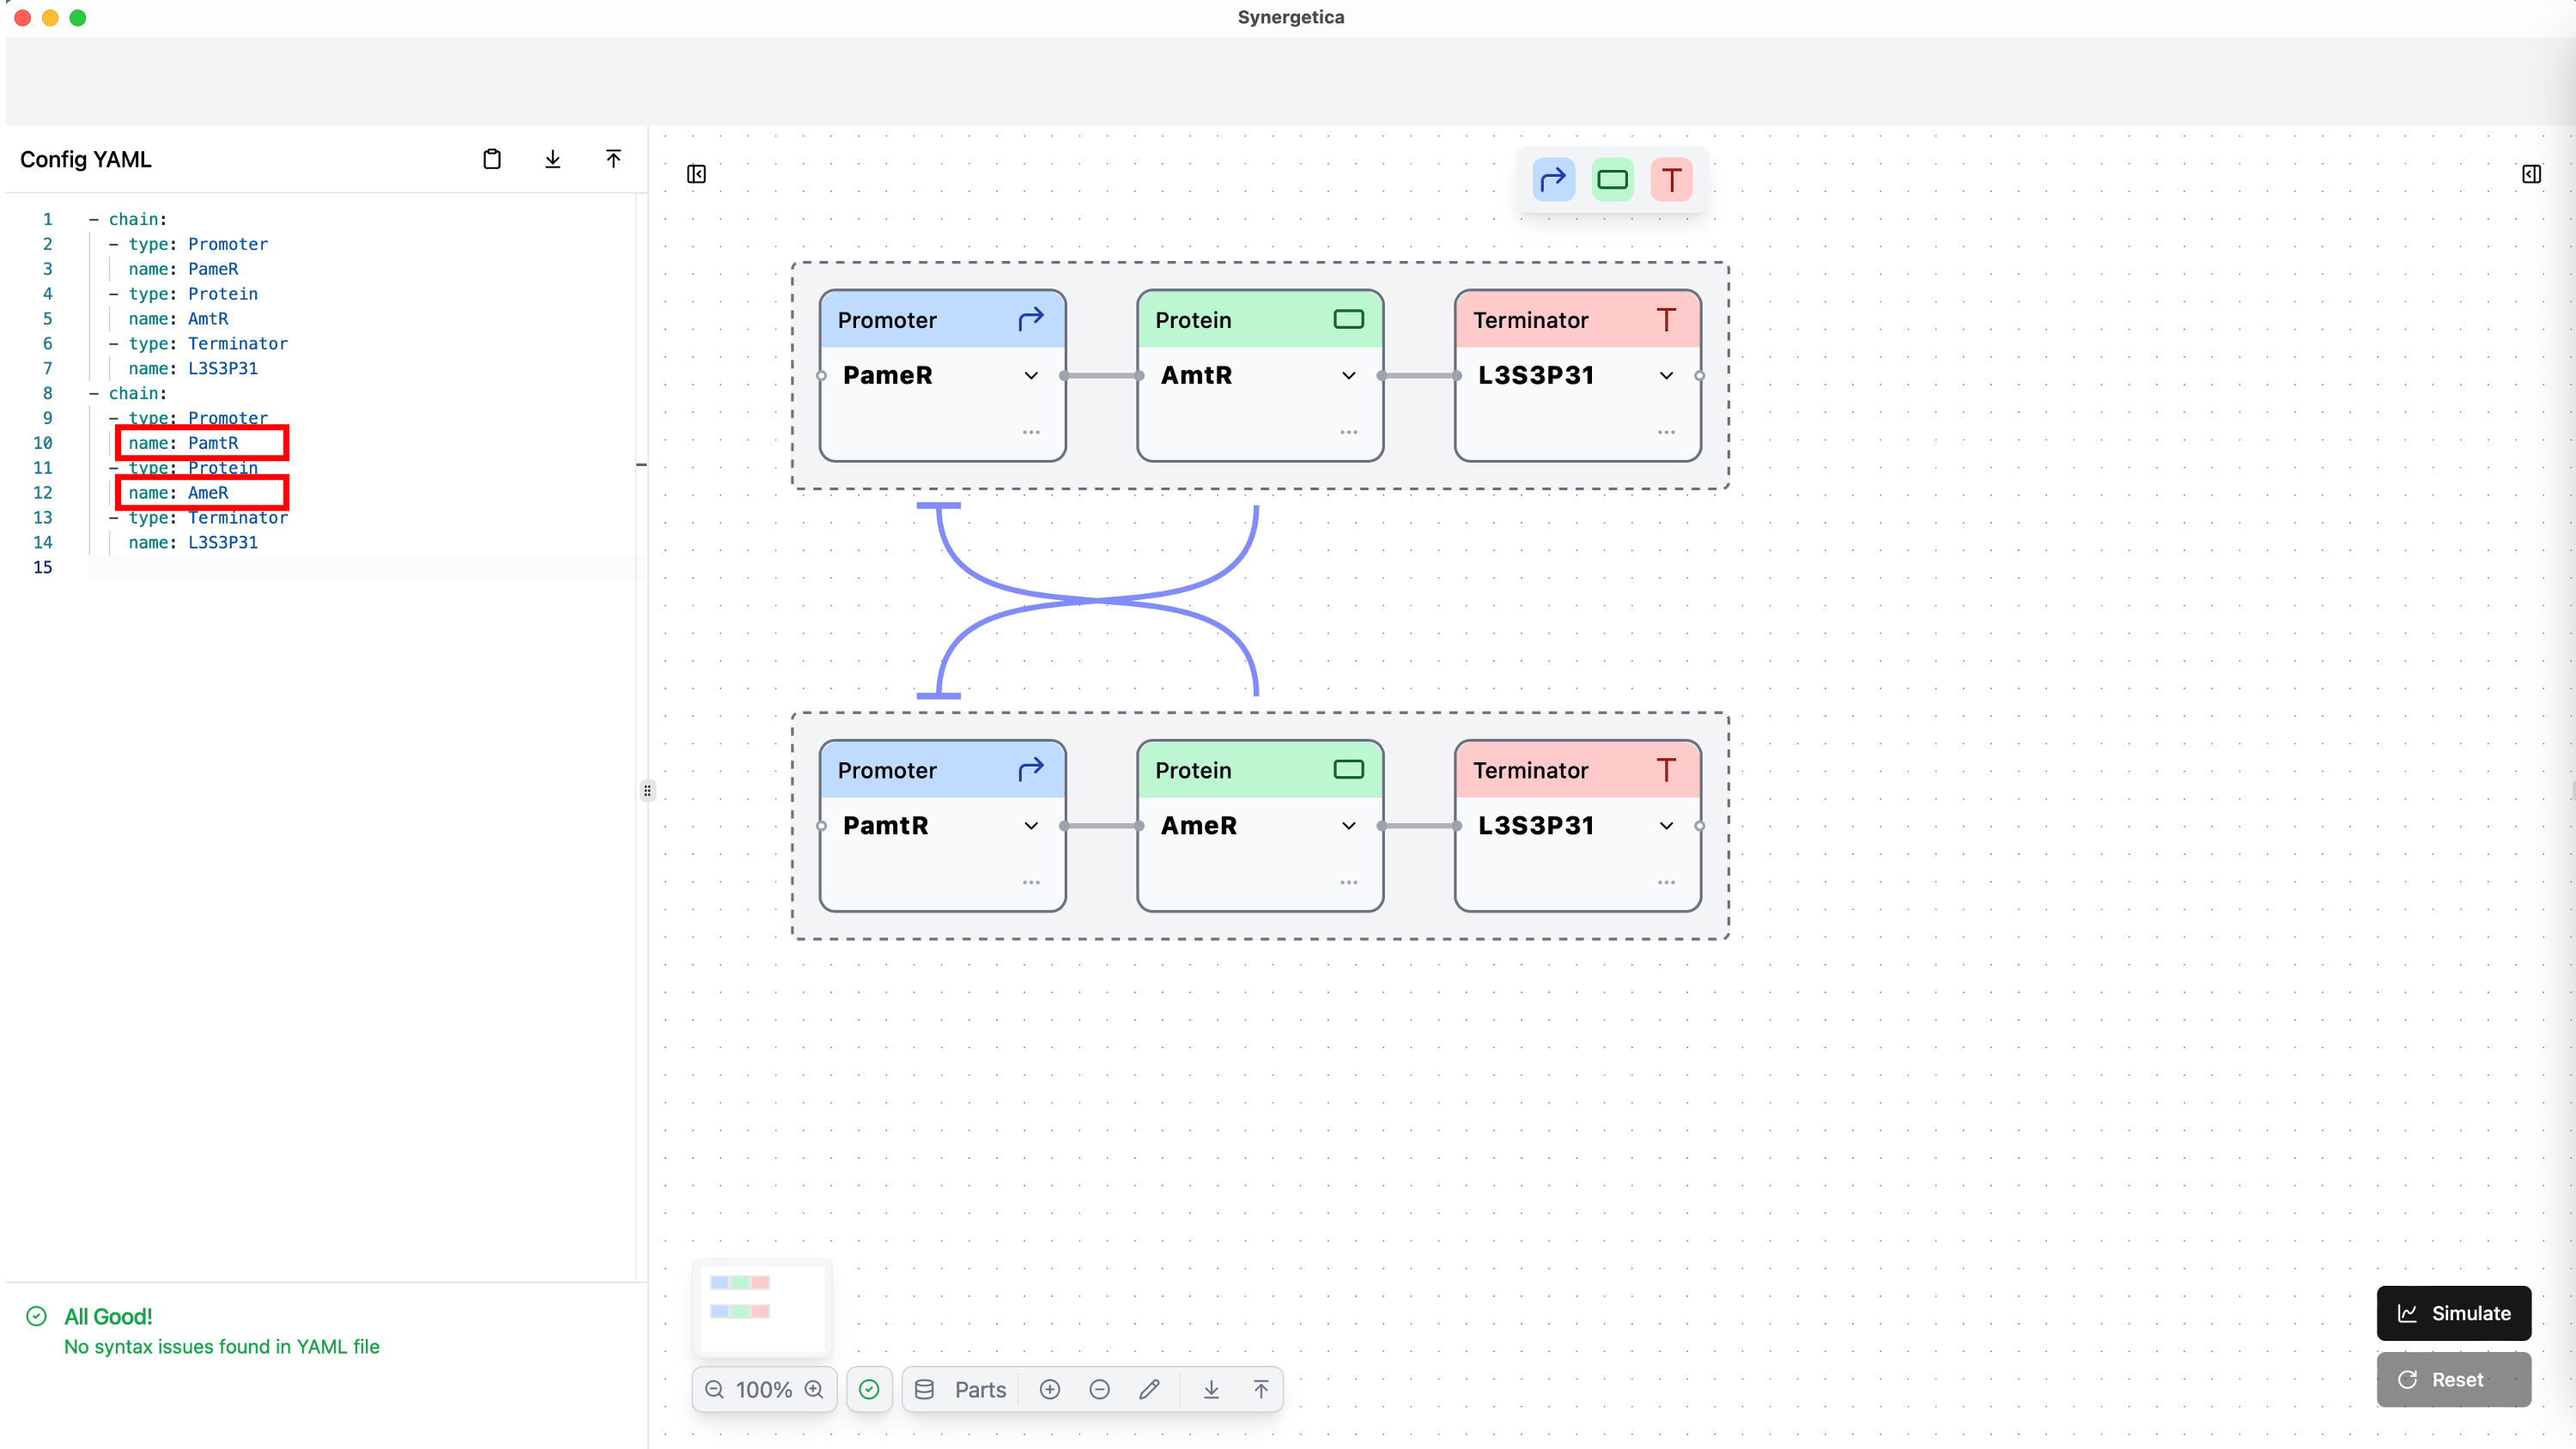 Synergetica
Config YAML
1 - chain:
2 - type: Promoter
3 name: PameR
4 - type: Protein
5 name: AmtR
6 - type: Terminator
7 name: L3S3P31
8 - chain:
9 - type: Promoter
10 name: PamtR
11 - type: Protein
12 name: AmeR
13 - type: Terminator
14 name: L3S3P31
15
All Good!
No syntax issues found in YAML file
Promoter Protein Terminator
PameR AmtR L3S3P31
... ... ...
Promoter Protein Terminator
PamtR AmeR L3S3P31
... ... ...
100% Parts
Simulate
Reset